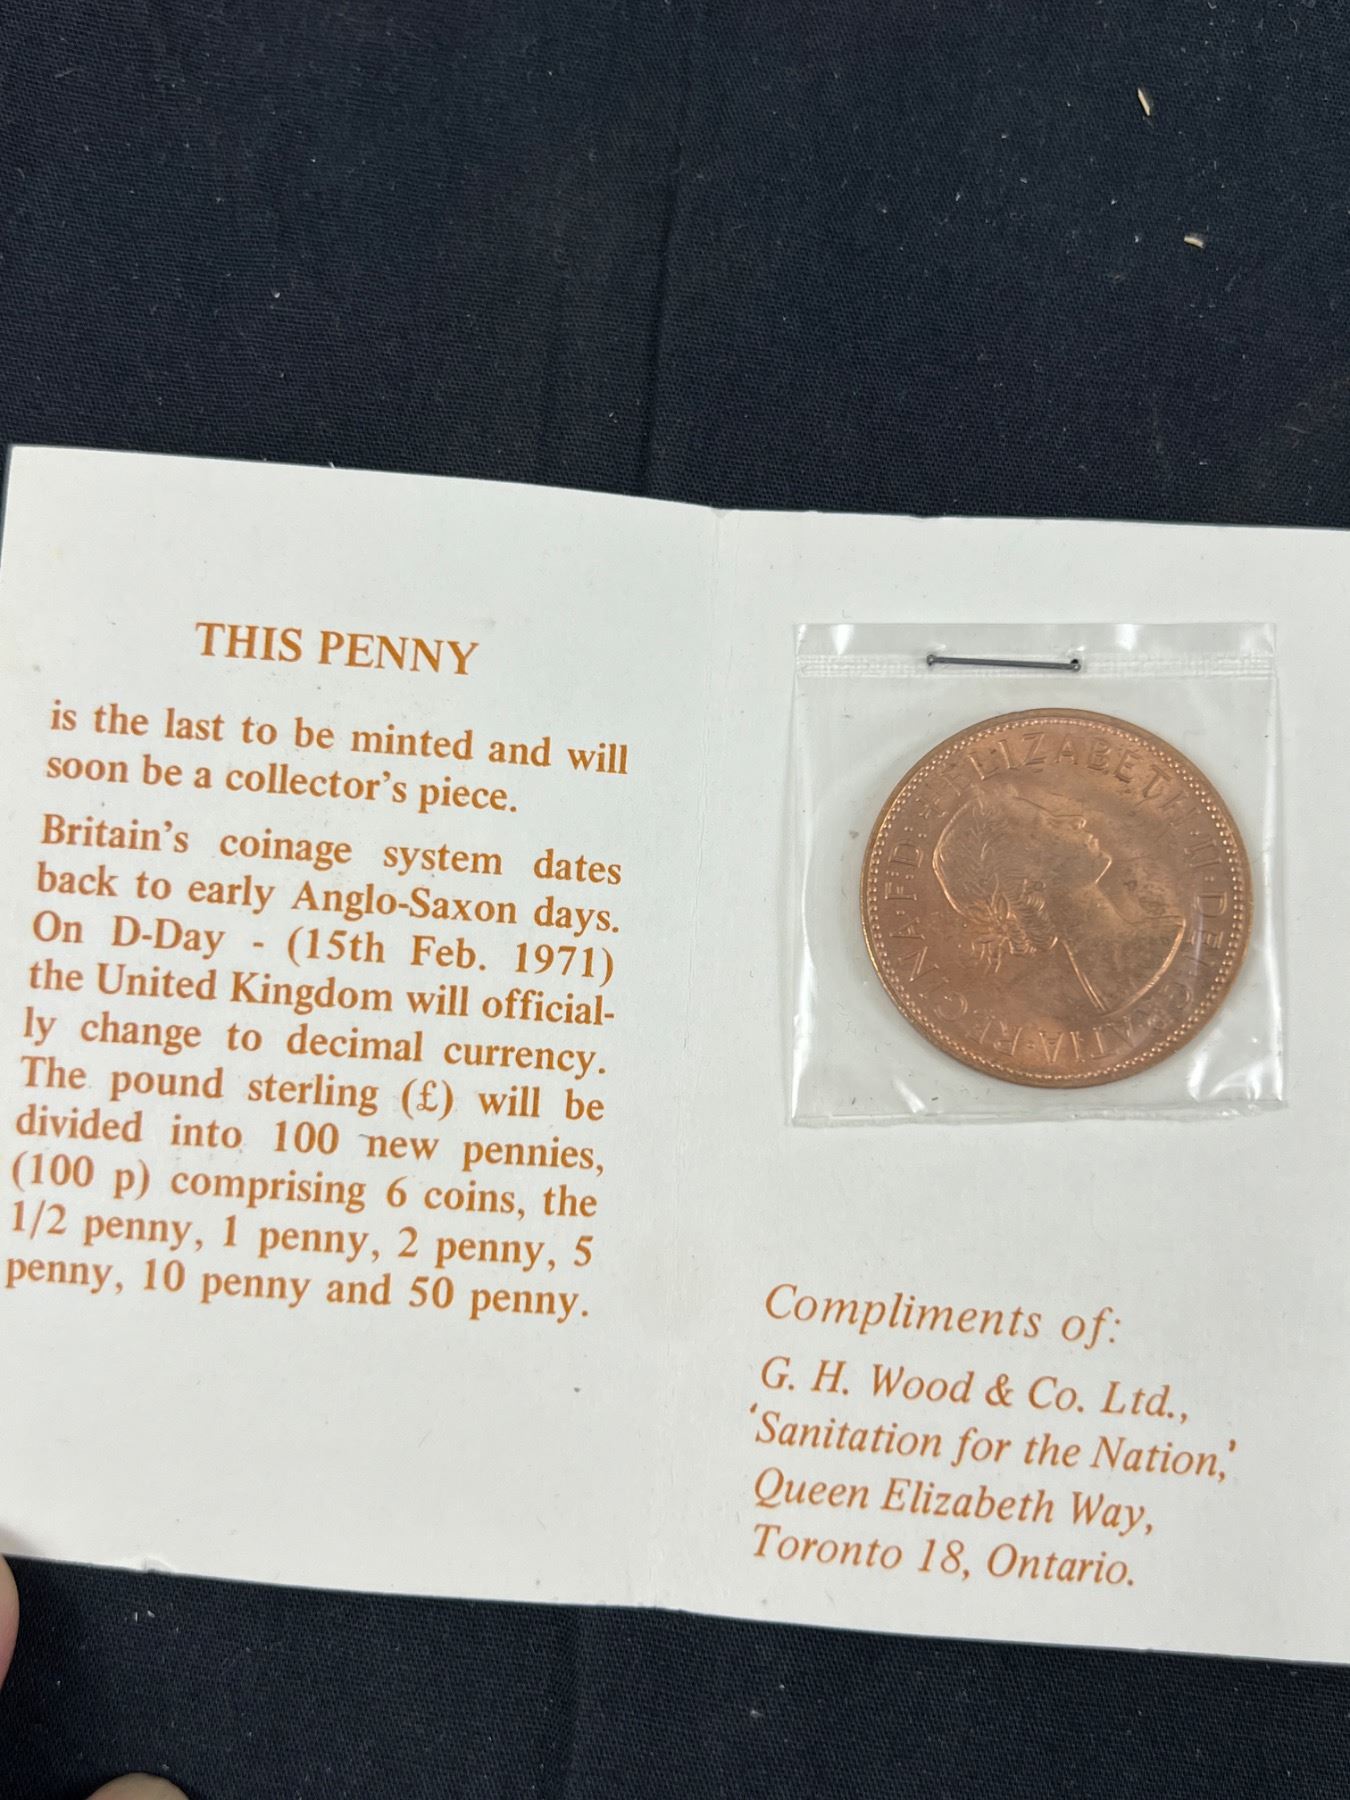 THIS PENNY
is the last to be minted and will
soon be a collector's piece.
Britain's coinage system dates
back to early Anglo-Saxon days.
On D-Day - (15th Feb. 1971)
the United Kingdom will official-
ly change to decimal currency.
The pound sterling (£) will be
divided into 100 new pennies,
(100 p) comprising 6 coins, the
1/2 penny, 1 penny, 2 penny, 5
penny, 10 penny and 50 penny.
ELIZABETH·II·DEI·GRATIA·REGINA·F:D:+
Compliments of:
G. H. Wood & Co. Ltd.,
'Sanitation for the Nation,'
Queen Elizabeth Way,
Toronto 18, Ontario.